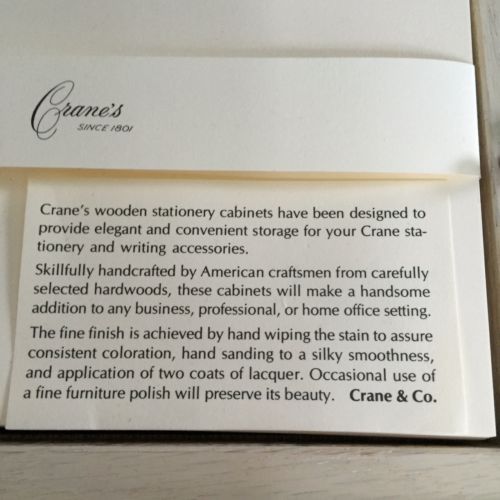 Crane's
SINCE 1801
Crane's wooden stationery cabinets have been designed to
provide elegant and convenient storage for your Crane sta-
tionery and writing accessories.
Skillfully handcrafted by American craftsmen from carefully
selected hardwoods, these cabinets will make a handsome
addition to any business, professional, or home office setting.
The fine finish is achieved by hand wiping the stain to assure
consistent coloration, hand sanding to a silky smoothness,
and application of two coats of lacquer. Occasional use of
a fine furniture polish will preserve its beauty. Crane & Co.